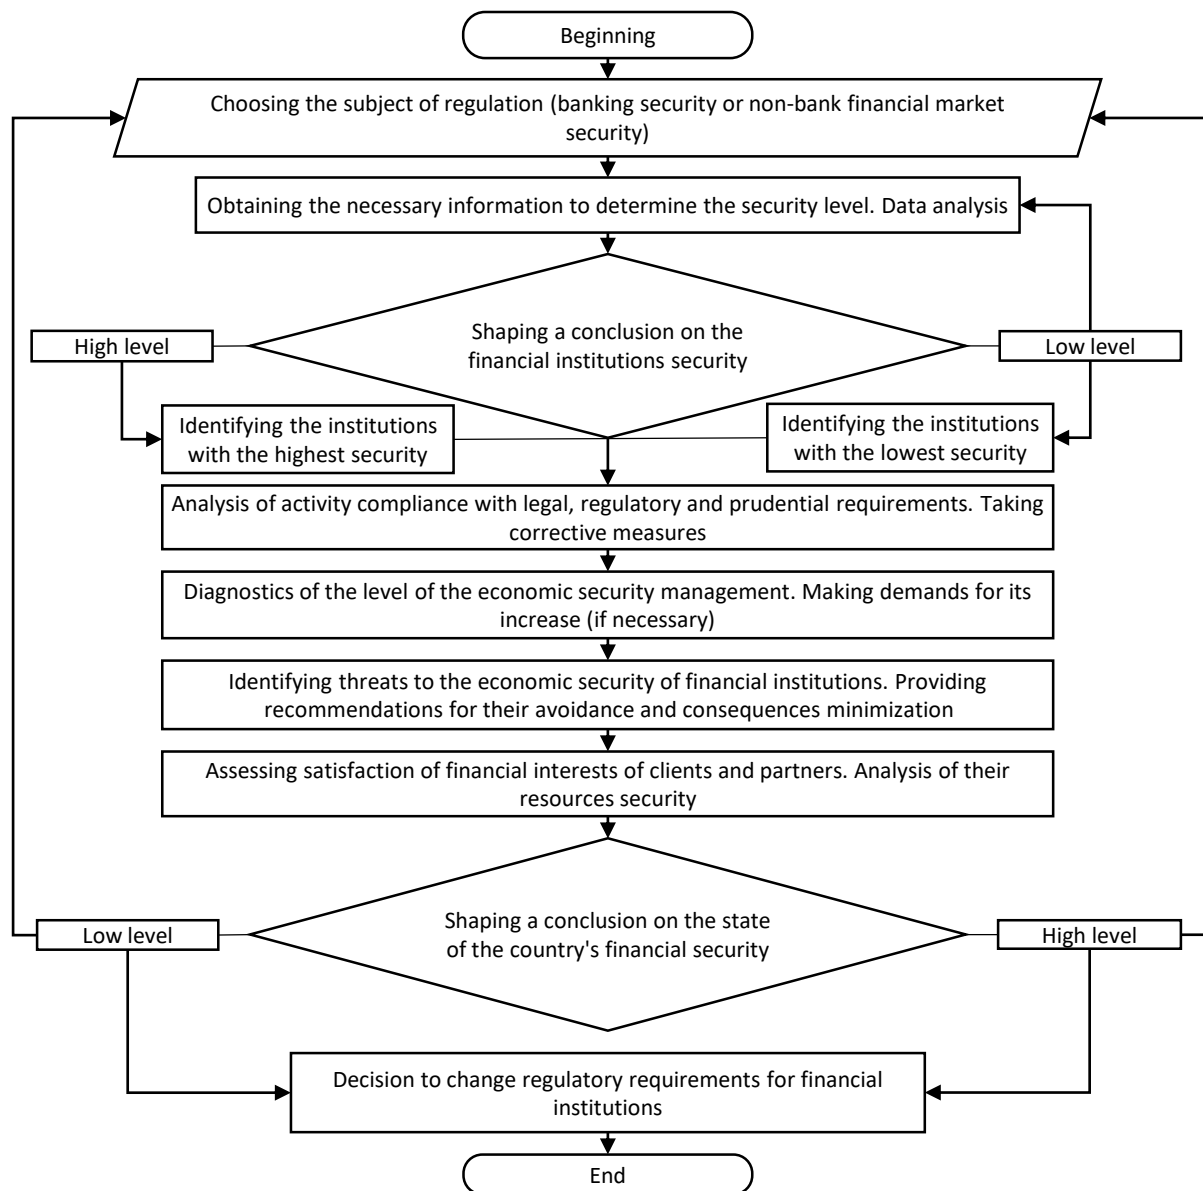 Beginning
Choosing the subject of regulation (banking security or non-bank financial market
security)
Obtaining the necessary information to determine the security level. Data analysis
Shaping a conclusion on the
financial institutions security
High level
Low level
Identifying the institutions
with the highest security
Identifying the institutions
with the lowest security
Analysis of activity compliance with legal, regulatory and prudential requirements. Taking
corrective measures
Diagnostics of the level of the economic security management. Making demands for its
increase (if necessary)
Identifying threats to the economic security of financial institutions. Providing
recommendations for their avoidance and consequences minimization
Assessing satisfaction of financial interests of clients and partners. Analysis of their
resources security
Shaping a conclusion on the state
of the country's financial security
Low level
High level
Decision to change regulatory requirements for financial
institutions
End